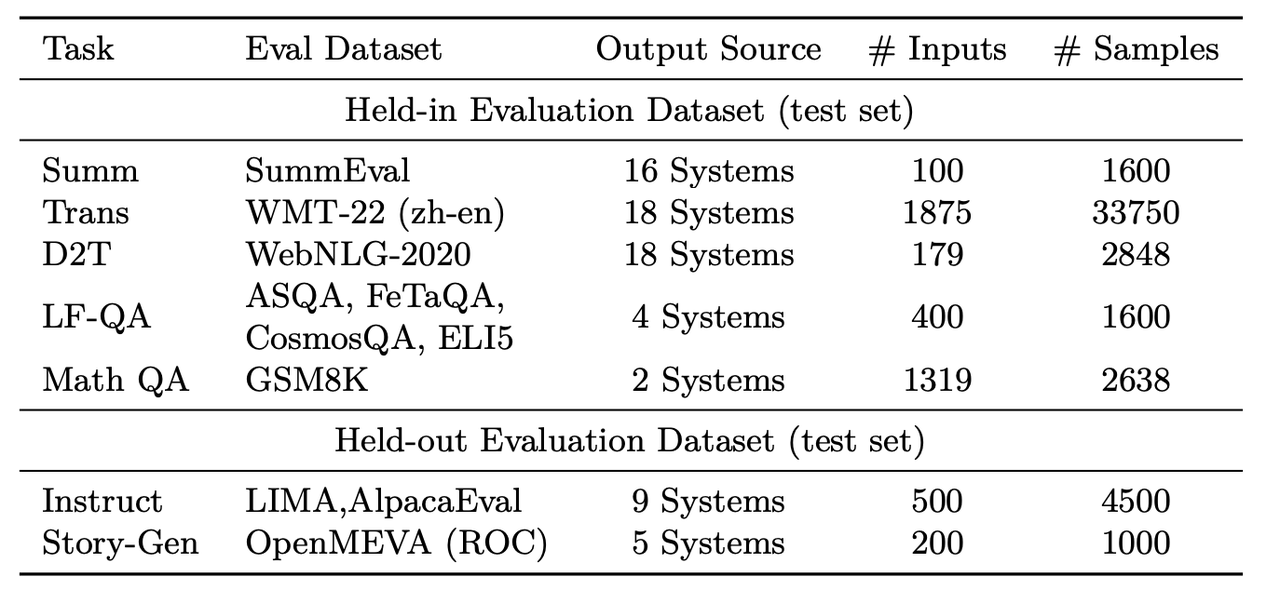 Task Eval Dataset Output Source # Inputs # Samples
Held-in Evaluation Dataset (test set)
Summ SummEval 16 Systems 100 1600
Trans WMT-22 (zh-en) 18 Systems 1875 33750
D2T WebNLG-2020 18 Systems 179 2848
LF-QA ASQA, FeTaQA, 4 Systems 400 1600
CosmosQA, ELI5
Math QA GSM8K 2 Systems 1319 2638
Held-out Evaluation Dataset (test set)
Instruct LIMA,AlpacaEval 9 Systems 500 4500
Story-Gen OpenMEVA (ROC) 5 Systems 200 1000